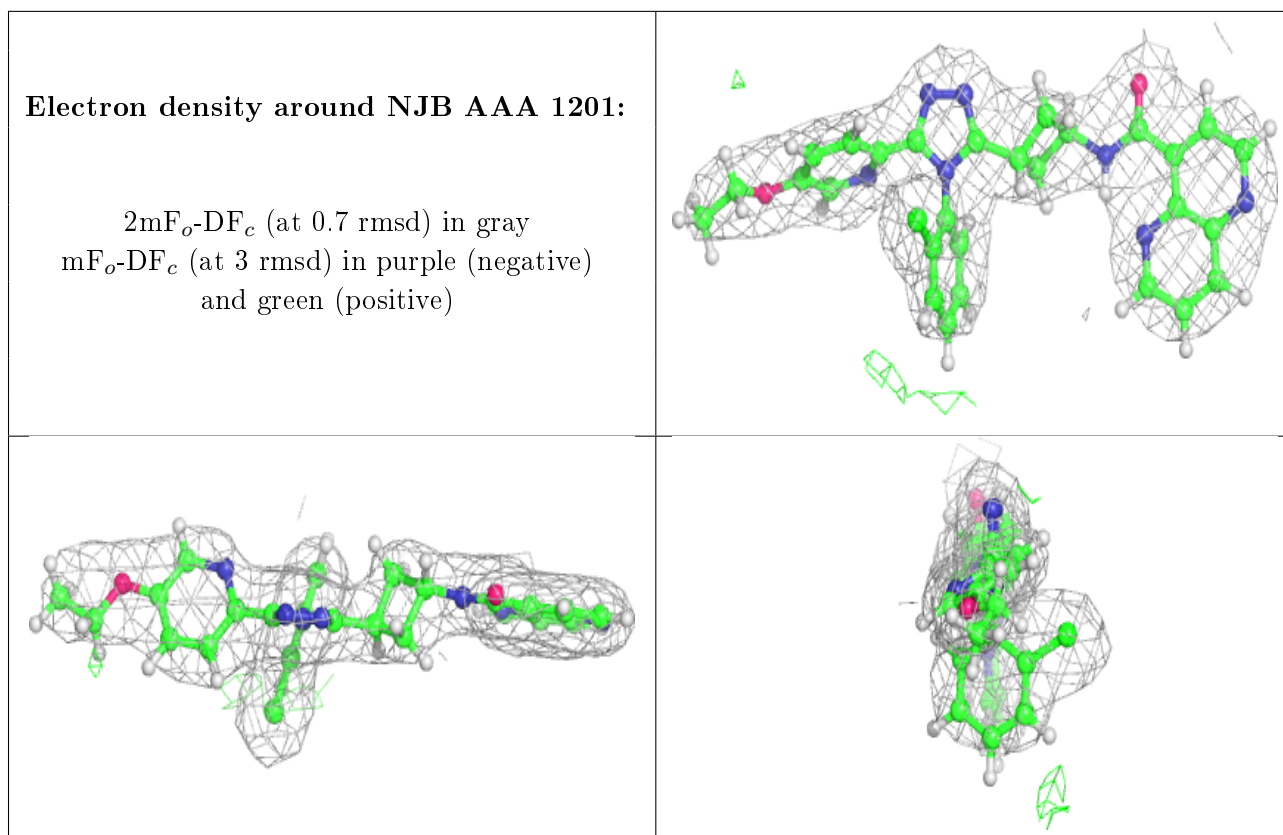 Electron density around NJB AAA 1201:
2mFo-DFc (at 0.7 rmsd) in gray
mFo-DFc (at 3 rmsd) in purple (negative)
and green (positive)